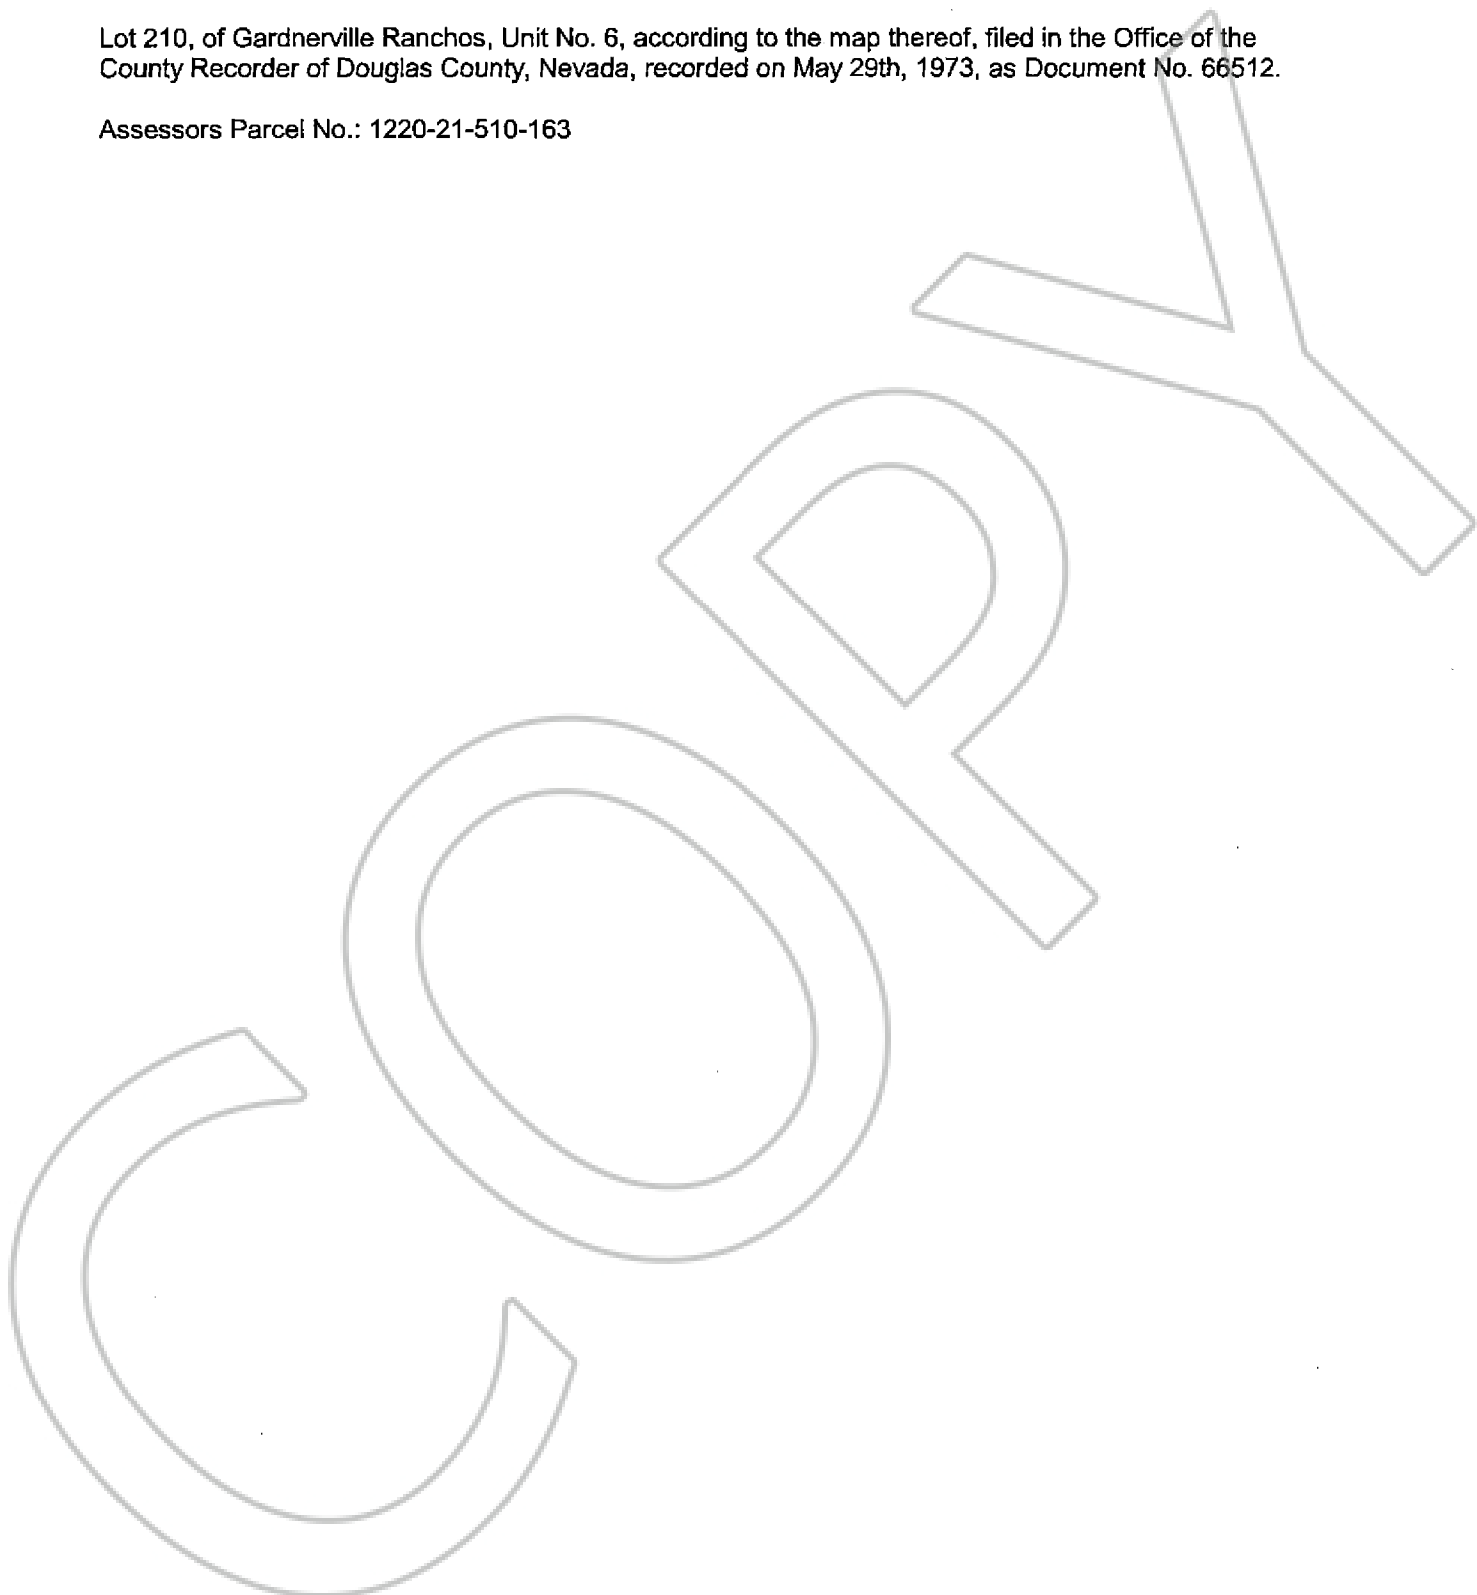 Lot 210, of Gardnerville Ranchos, Unit No. 6, according to the map thereof, filed in the Office of the
County Recorder of Douglas County, Nevada, recorded on May 29th, 1973, as Document No. 66512.
Assessors Parcel No.: 1220-21-510-163
COPY